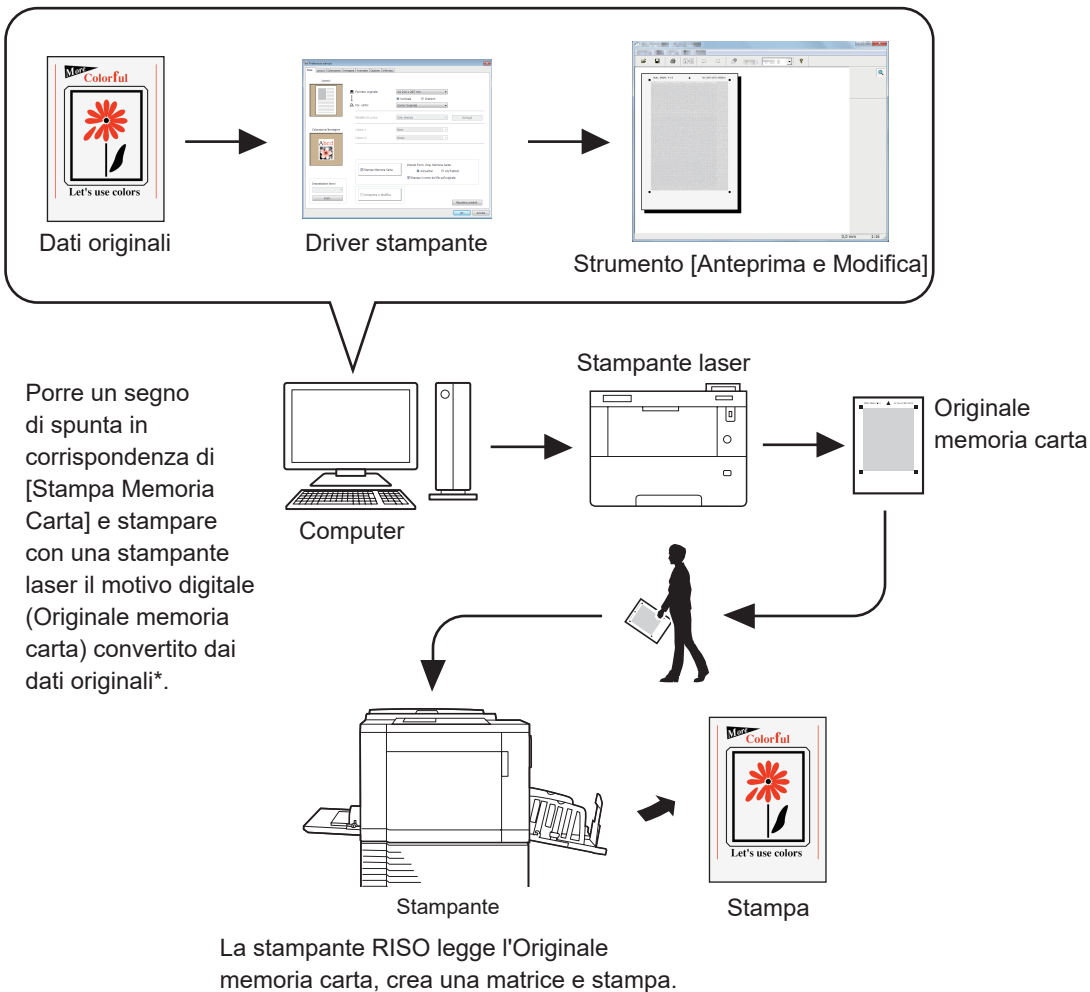 More
Colorful
Let's use colors
Dati originali
Driver stampante
Strumento [Anteprima e Modifica]
Porre un segno
di spunta in
corrispondenza di
[Stampa Memoria
Carta] e stampare
con una stampante
laser il motivo digitale
(Originale memoria
carta) convertito dai
dati originali*.
Computer
Stampante laser
Originale
memoria carta
Stampante
More
Colorful
Let's use colors
Stampa
La stampante RISO legge l'Originale
memoria carta, crea una matrice e stampa.